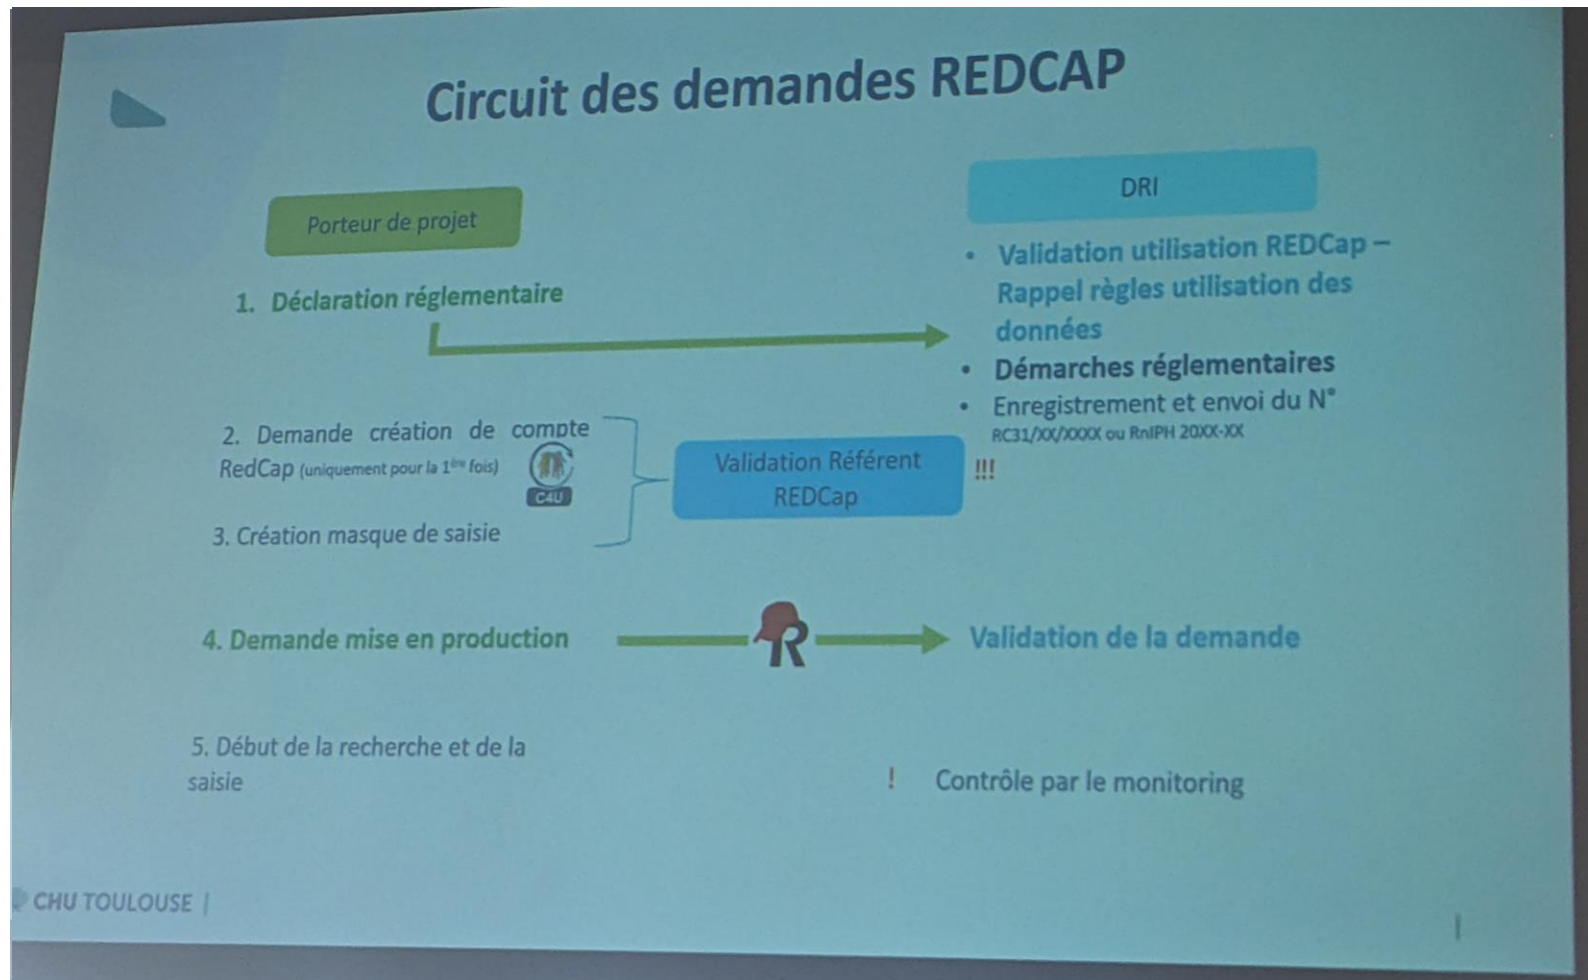 Circuit des demandes REDCAP
Porteur de projet
DRI
1. Déclaration réglementaire
• Validation utilisation REDCap –
Rappel règles utilisation des
données
• Démarches réglementaires
• Enregistrement et envoi du N°
RC31/XX/XXXX ou RnIPH 20XX-XX
2. Demande création de compte
RedCap (uniquement pour la 1ère fois)
C4U
3. Création masque de saisie
Validation Référent
REDCap
!!!
4. Demande mise en production
R
Validation de la demande
5. Début de la recherche et de la
saisie
! Contrôle par le monitoring
CHU TOULOUSE |